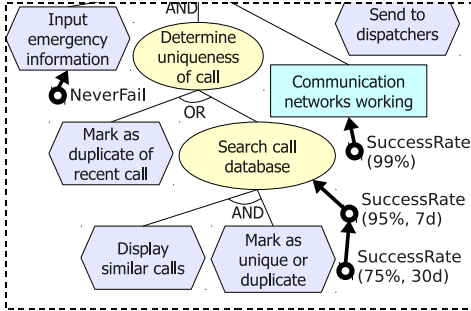 AND
Input
emergency
information
Send to
dispatchers
Determine
uniqueness
of call
NeverFail
Communication
networks working
OR
Mark as
duplicate of
recent call
Search call
database
SuccessRate
(99%)
SuccessRate
(95%, 7d)
AND
Display
similar calls
Mark as
unique or
duplicate
SuccessRate
(75%, 30d)